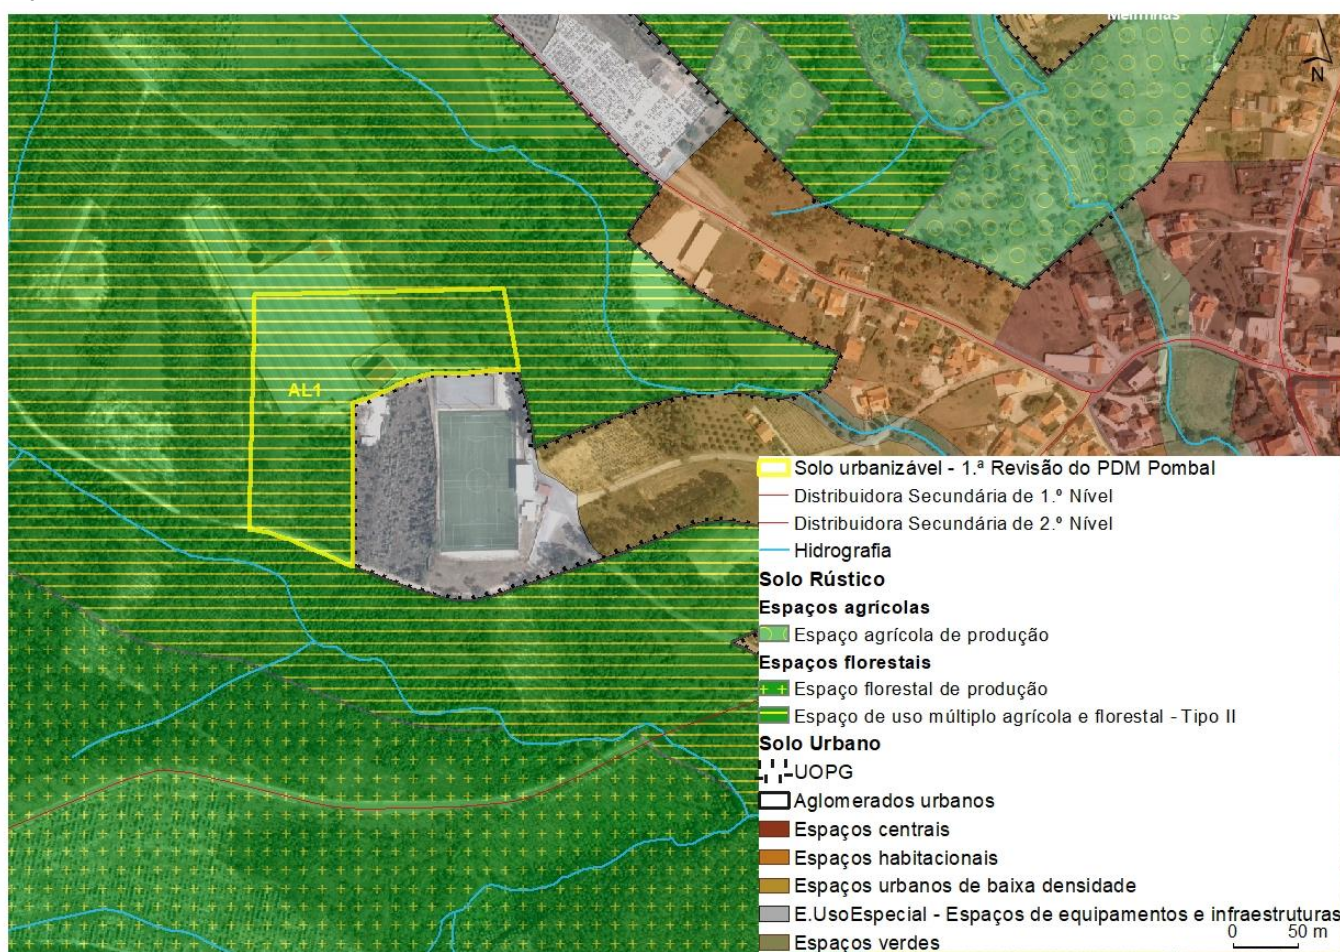 Meirinhas
N
AL1
Solo urbanizável - 1.ª Revisão do PDM Pombal
Distribuidora Secundária de 1.º Nível
Distribuidora Secundária de 2.º Nível
Hidrografia
Solo Rústico
Espaços agrícolas
Espaço agrícola de produção
Espaços florestais
Espaço florestal de produção
Espaço de uso múltiplo agrícola e florestal - Tipo II
Solo Urbano
UOPG
Aglomerados urbanos
Espaços centrais
Espaços habitacionais
Espaços urbanos de baixa densidade
E.UsoEspecial - Espaços de equipamentos e infraestruturas
Espaços verdes
0 50 m